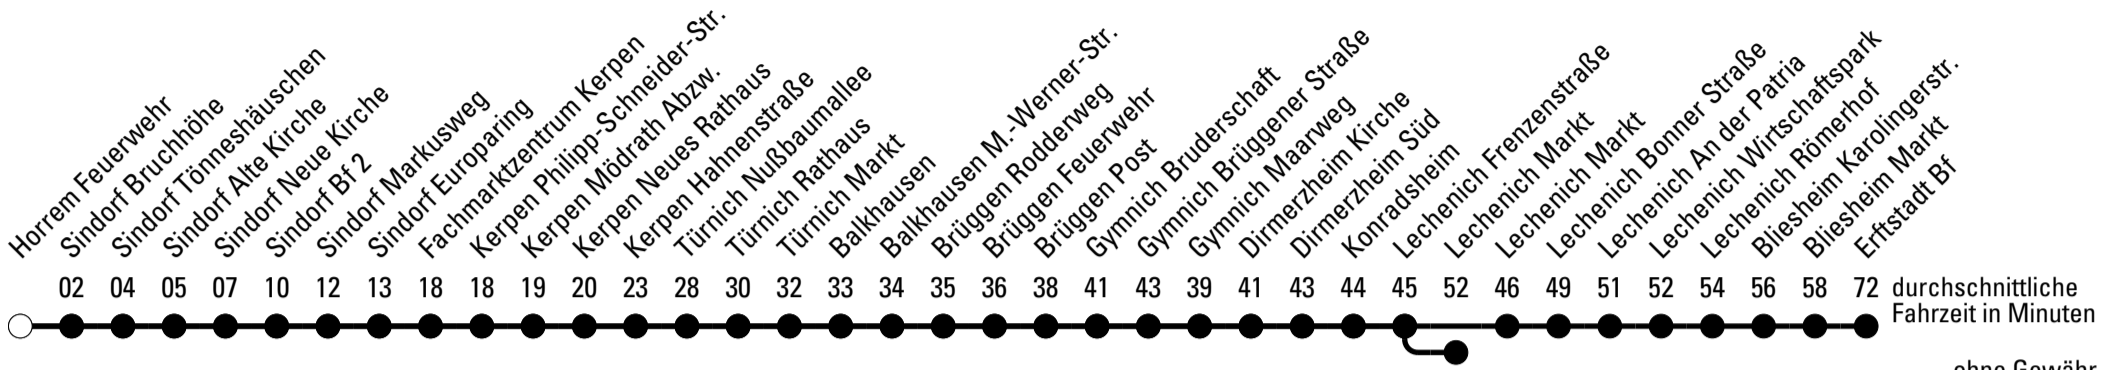 Horrem Feuerwehr
Sindorf Bruchhöhe
Sindorf Tönneshäuschen
Sindorf Alte Kirche
Sindorf Neue Kirche
Sindorf Bf 2
Sindorf Markusweg
Sindorf Europaring
Fachmarktzentrum Kerpen
Kerpen Philipp-Schneider-Str.
Kerpen Mödrath Abzw.
Kerpen Neues Rathaus
Kerpen Hahnenstraße
Türnich Nußbaumallee
Türnich Rathaus
Türnich Markt
Balkhausen
Balkhausen M.-Werner-Str.
Brüggen Rodderweg
Brüggen Feuerwehr
Brüggen Post
Gymnich Bruderschaft
Gymnich Brüggener Straße
Gymnich Maarweg
Dirmerzheim Kirche
Dirmerzheim Süd
Konradsheim
Lechenich Frenzenstraße
Lechenich Markt
Lechenich Markt
Lechenich Bonner Straße
Lechenich An der Patria
Lechenich Wirtschaftspark
Lechenich Römerhof
Bliesheim Karolingerstr.
Bliesheim Markt
Erftstadt Bf
02 04 05 07 10 12 13 18 18 19 20 23 28 30 32 33 34 35 36 38 41 43 39 41 43 44 45 52 46 49 51 52 54 56 58 72 durchschnittliche
Fahrzeit in Minuten
ohne Gewähr